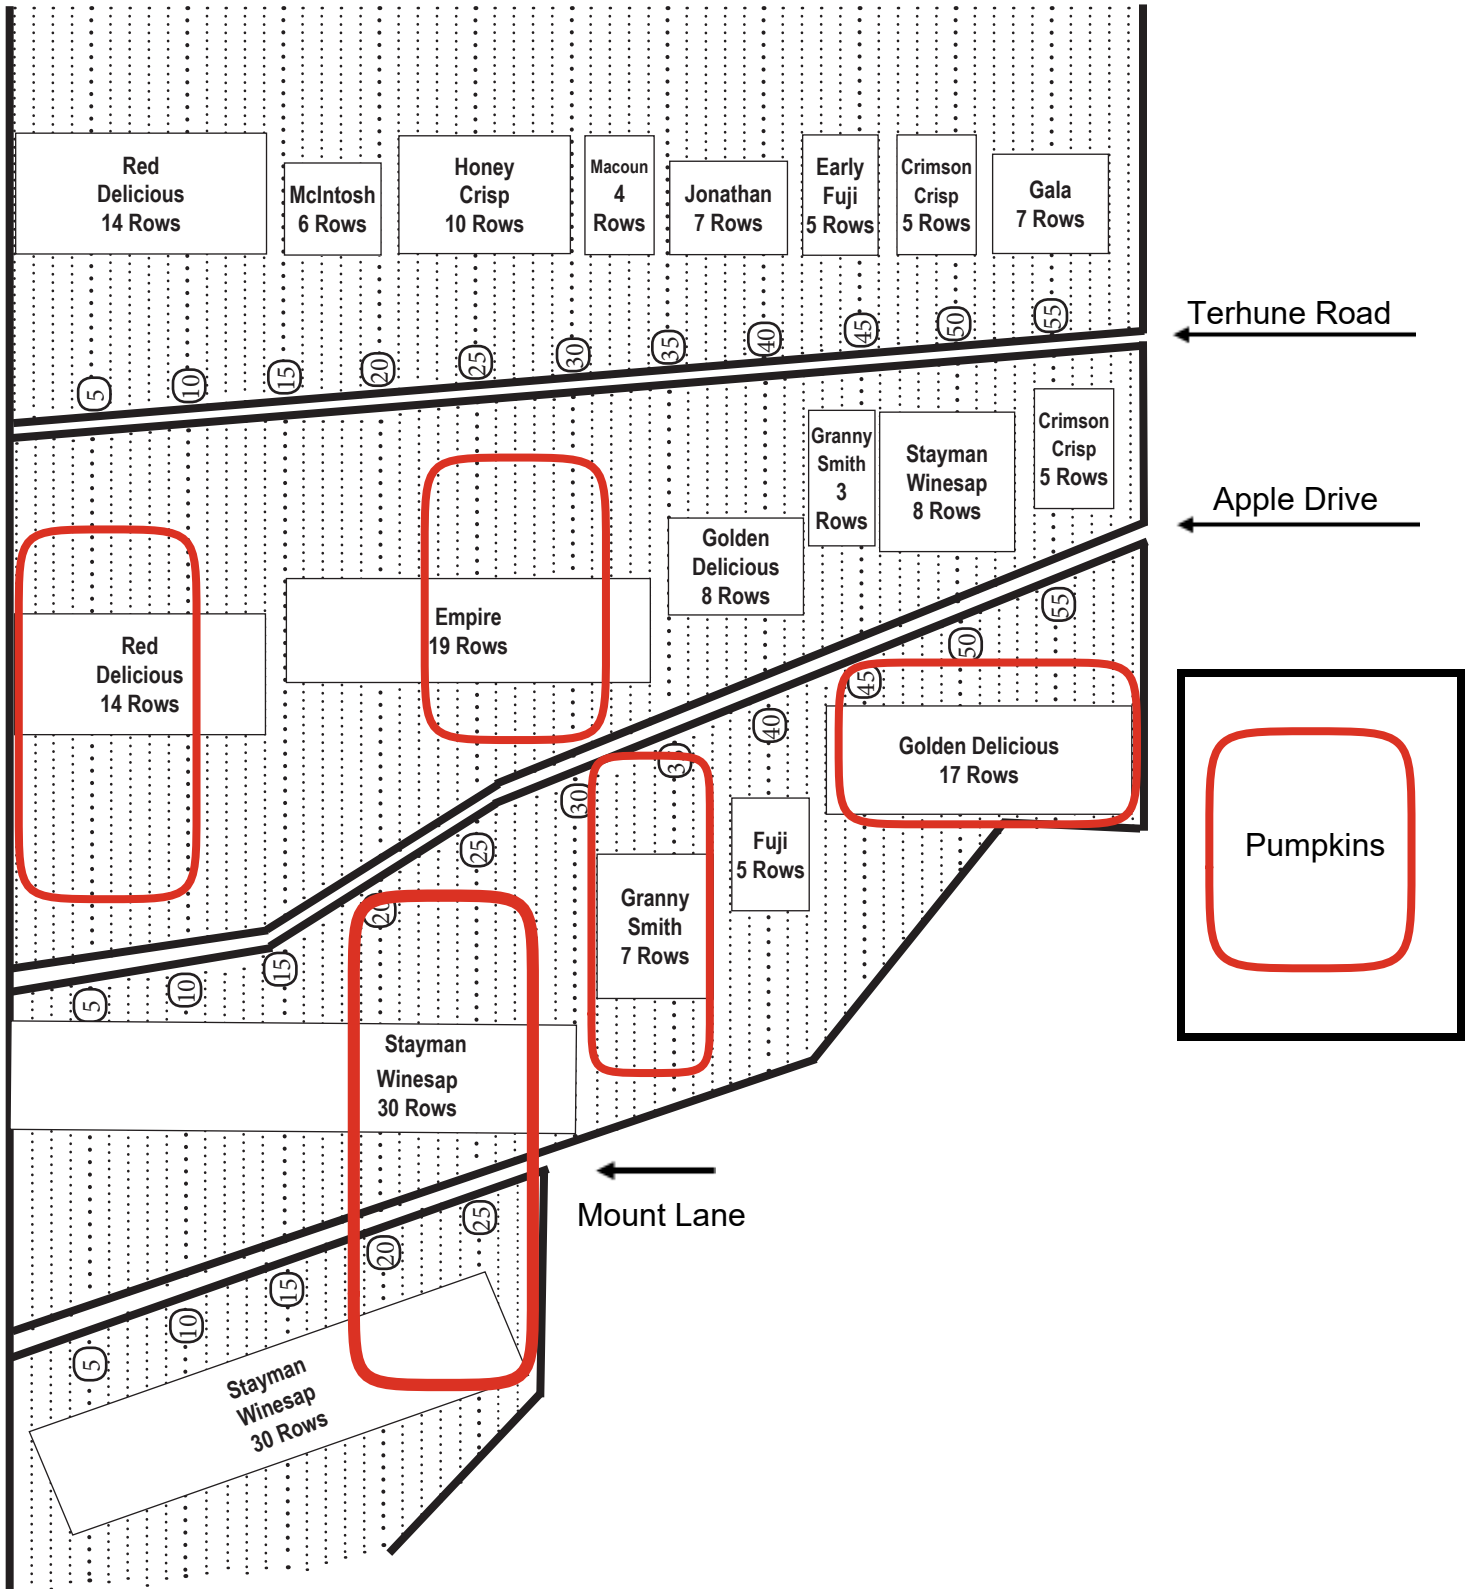 Red
Delicious
14 Rows
McIntosh
6 Rows
Honey
Crisp
10 Rows
Macoun
4
Rows
Jonathan
7 Rows
Early
Fuji
5 Rows
Crimson
Crisp
5 Rows
Gala
7 Rows
5
10
15
20
25
30
35
40
45
50
55
Terhune Road
Red
Delicious
14 Rows
Empire
19 Rows
Golden
Delicious
8 Rows
Granny
Smith
3
Rows
Stayman
Winesap
8 Rows
Crimson
Crisp
5 Rows
Apple Drive
5
10
15
20
25
30
35
40
45
50
55
Stayman
Winesap
30 Rows
Granny
Smith
7 Rows
Fuji
5 Rows
Golden Delicious
17 Rows
Pumpkins
Mount Lane
5
10
15
20
25
Stayman
Winesap
30 Rows